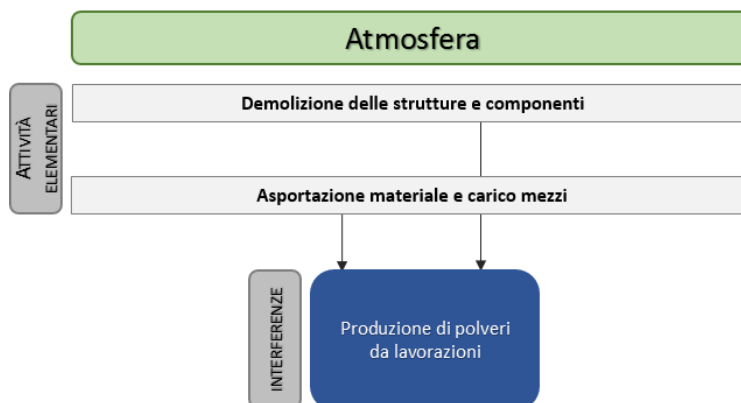 Atmosfera
ATTIVITÀ
ELEMENTARI
Demolizione delle strutture e componenti
Asportazione materiale e carico mezzi
INTERFERENZE
Produzione di polveri
da lavorazioni